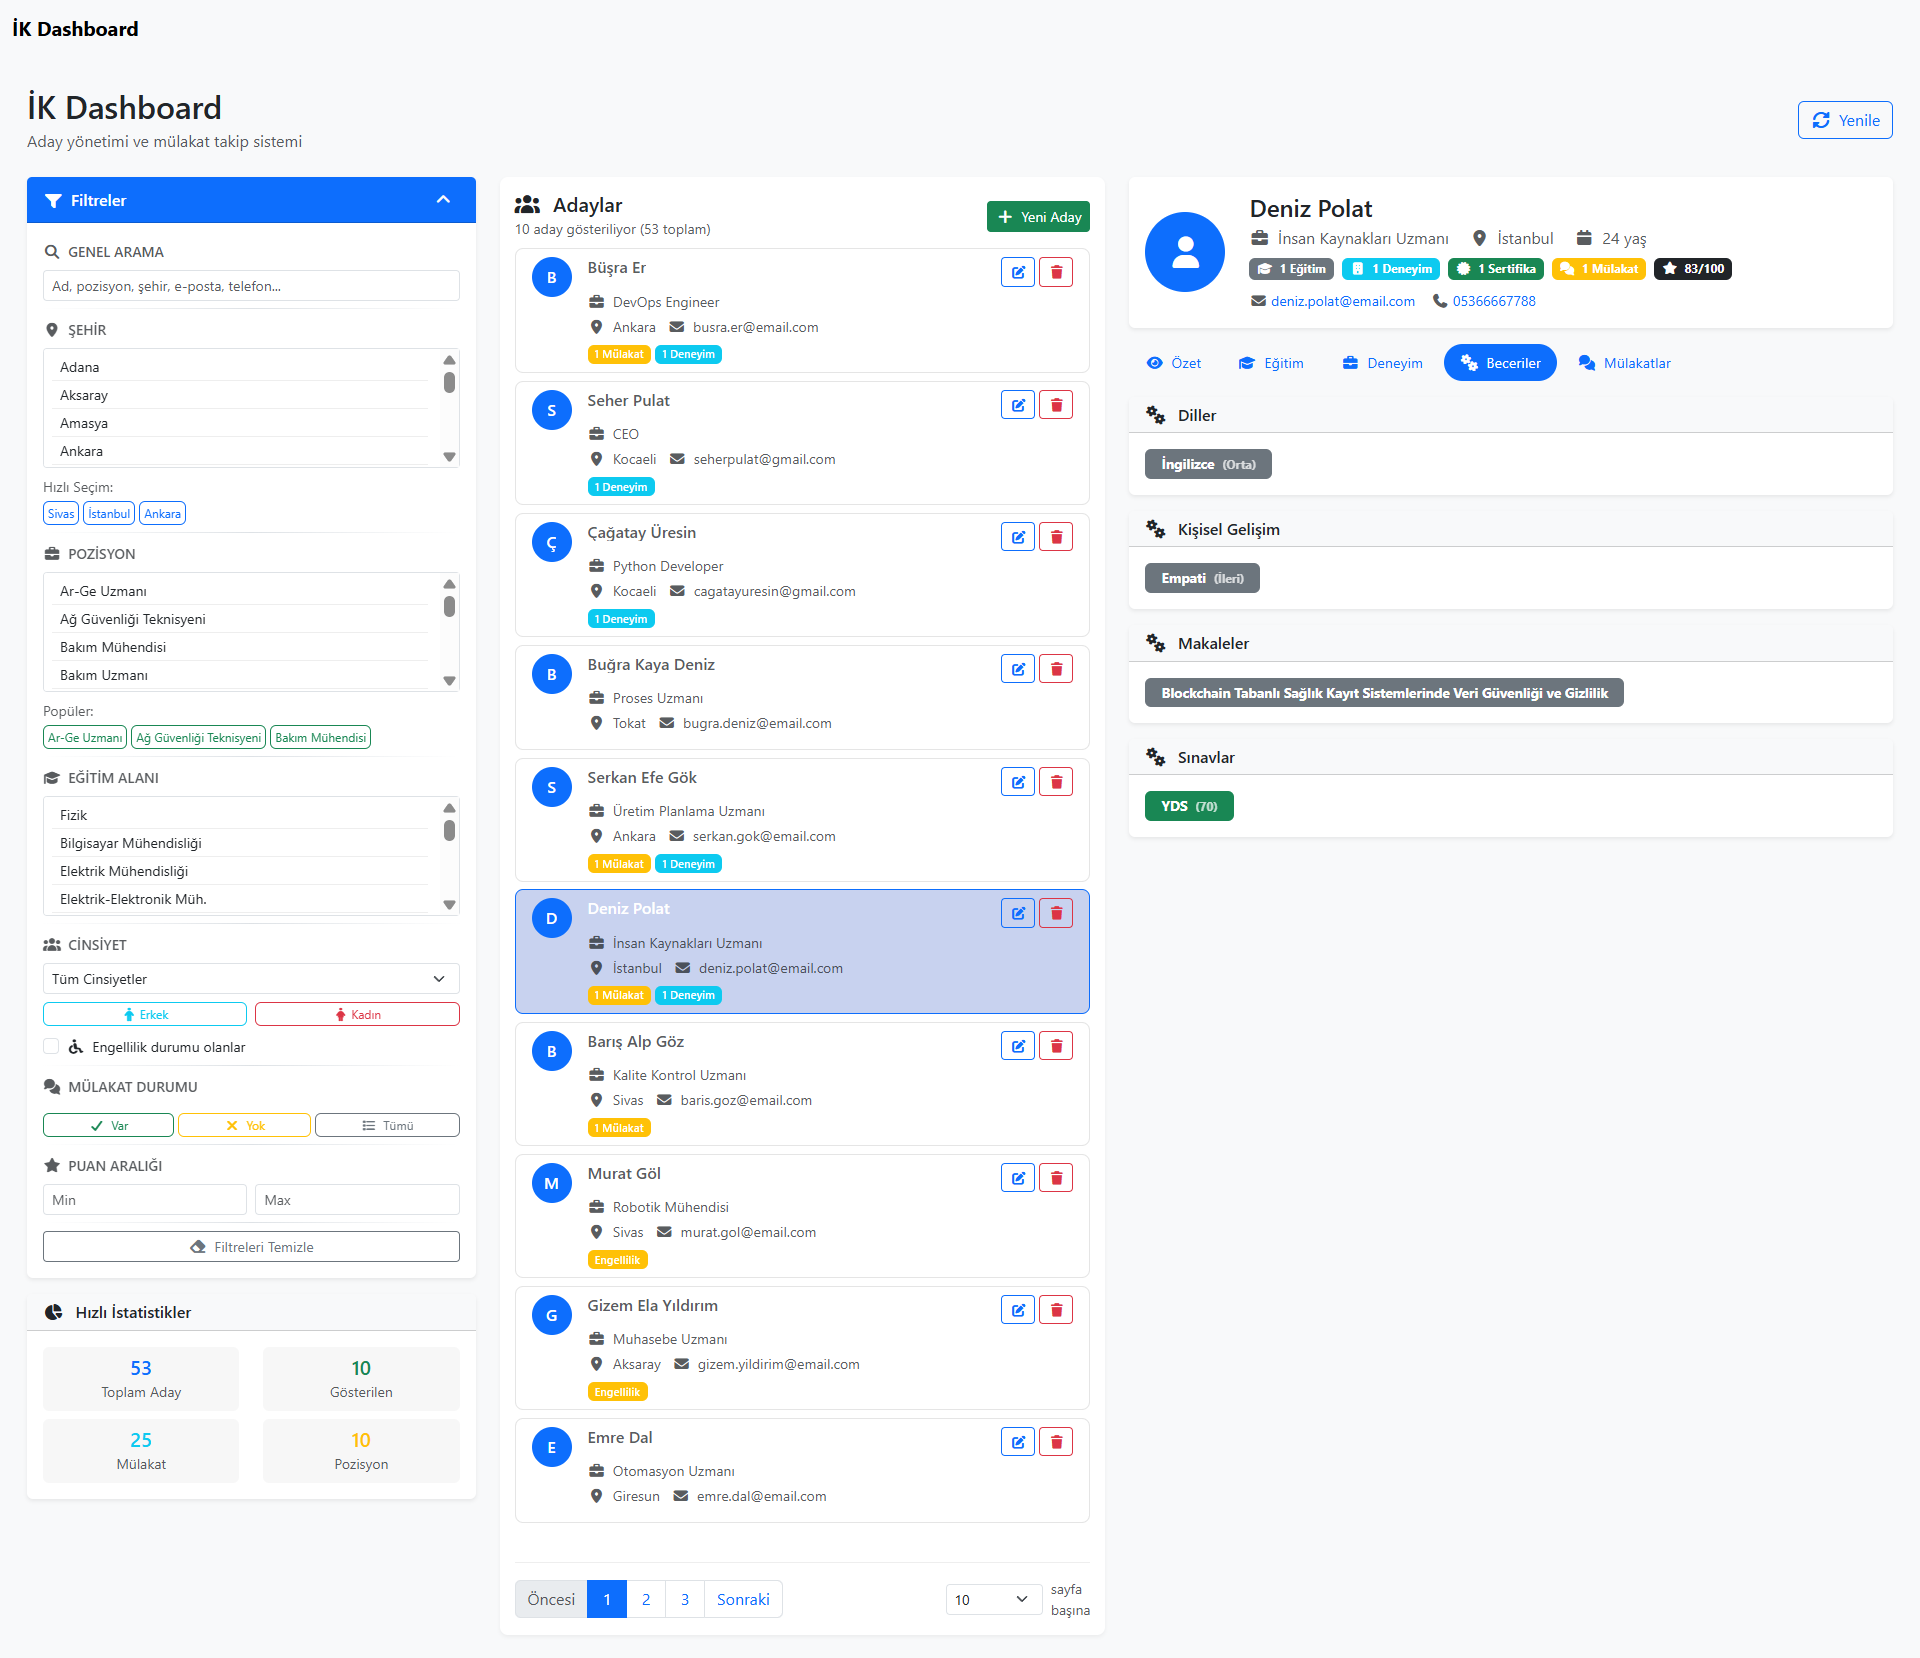 İK Dashboard
İK Dashboard
Aday yönetimi ve mülakat takip sistemi
Yenile
Filtreler
GENEL ARAMA
Ad, pozisyon, şehir, e-posta, telefon...
ŞEHİR
Adana
Aksaray
Amasya
Ankara
Hızlı Seçim:
Sivas İstanbul Ankara
POZİSYON
Ar-Ge Uzmanı
Ağ Güvenliği Teknisyeni
Bakım Mühendisi
Bakım Uzmanı
Popüler:
Ar-Ge Uzmanı Ağ Güvenliği Teknisyeni Bakım Mühendisi
EĞİTİM ALANI
Fizik
Bilgisayar Mühendisliği
Elektrik Mühendisliği
Elektrik-Elektronik Müh.
CİNSİYET
Tüm Cinsiyetler
Erkek Kadın
Engellilik durumu olanlar
MÜLAKAT DURUMU
Var Yok Tümü
PUAN ARALIĞI
Min Max
Filtreleri Temizle
Hızlı İstatistikler
53 10
Toplam Aday Gösterilen
25 10
Mülakat Pozisyon
Adaylar
10 aday gösteriliyor (53 toplam)
Yeni Aday
B Büşra Er
DevOps Engineer
Ankara busra.er@email.com
1 Mülakat 1 Deneyim
S Seher Pulat
CEO
Kocaeli seherpulat@gmail.com
1 Deneyim
Ç Çağatay Üresin
Python Developer
Kocaeli cagatayuresin@gmail.com
1 Deneyim
B Buğra Kaya Deniz
Proses Uzmanı
Tokat bugra.deniz@email.com
S Serkan Efe Gök
Üretim Planlama Uzmanı
Ankara serkan.gok@email.com
1 Mülakat 1 Deneyim
D Deniz Polat
İnsan Kaynakları Uzmanı
İstanbul deniz.polat@email.com
1 Mülakat 1 Deneyim
B Barış Alp Göz
Kalite Kontrol Uzmanı
Sivas baris.goz@email.com
1 Mülakat
M Murat Göl
Robotik Mühendisi
Sivas murat.gol@email.com
Engellilik
G Gizem Ela Yıldırım
Muhasebe Uzmanı
Aksaray gizem.yildirim@email.com
Engellilik
E Emre Dal
Otomasyon Uzmanı
Giresun emre.dal@email.com
Öncesi 1 2 3 Sonraki
10
sayfa
başına
Deniz Polat
İnsan Kaynakları Uzmanı İstanbul 24 yaş
1 Eğitim 1 Deneyim 1 Sertifika 1 Mülakat 83/100
deniz.polat@email.com 05366667788
Özet Eğitim Deneyim Beceriler Mülakatlar
Diller
İngilizce (Orta)
Kişisel Gelişim
Empati (İleri)
Makaleler
Blockchain Tabanlı Sağlık Kayıt Sistemlerinde Veri Güvenliği ve Gizlilik
Sınavlar
YDS (70)